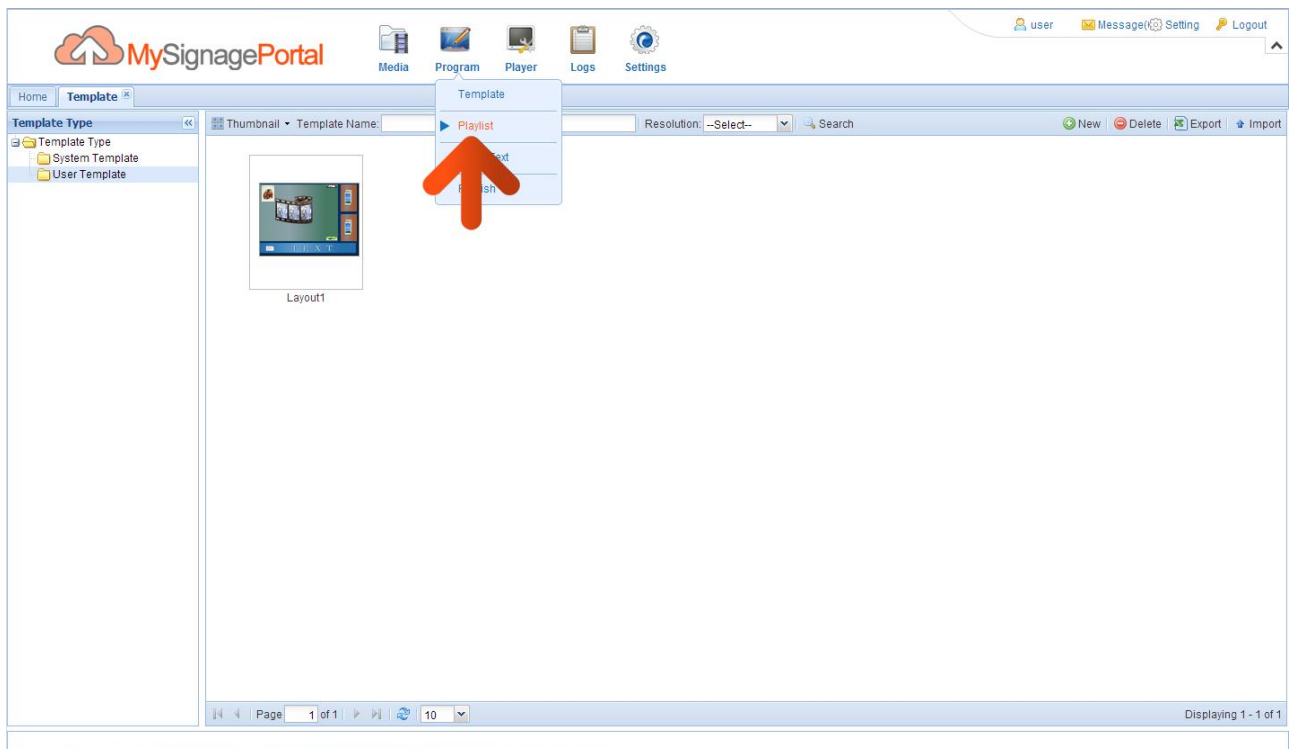 user Message( Setting Logout
MySignagePortal
Media Program Player Logs Settings
Home Template
Template
Template Type
Thumbnail Template Name: Resolution: --Select-- Search New Delete Export Import
Playlist
Template Type
System Template
User Template
TEXT
Layout1
Page 1 of 1 10 Displaying 1 - 1 of 1